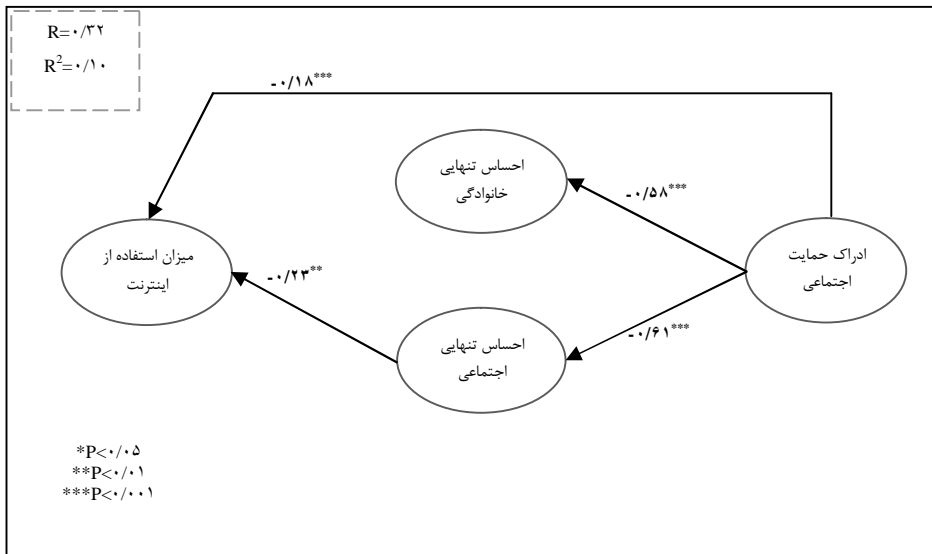 R=۰/۳۲
R²=۰/۱۰
-۰/۱۸***
احساس تنهایی
خانوادگی
-۰/۵۸***
ادراک حمایت
اجتماعی
میزان استفاده از
اینترنت
-۰/۲۳**
-۰/۶۱***
احساس تنهایی
اجتماعی
*P<۰/۰۵
**P<۰/۰۱
***P<۰/۰۰۱